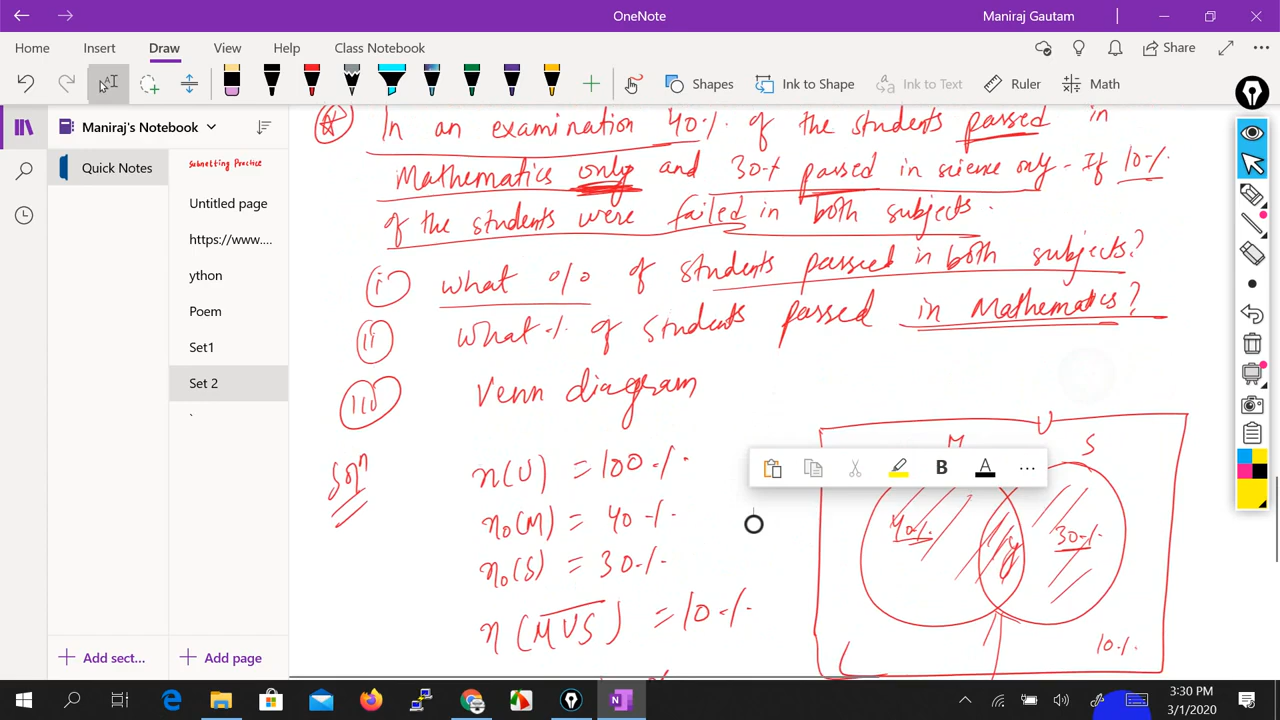 OneNote
Maniraj Gautam
Home Insert Draw View Help Class Notebook
Share
Shapes Ink to Shape Ink to Text Ruler Math
Maniraj's Notebook
Quick Notes
Subnetting Practice
Untitled page
https://www....
ython
Poem
Set1
Set 2
`
Add sect...
Add page
In an examination 40% of the students passed in
Mathematics only and 30% passed in science only. If 10%
of the students were failed in both subjects.
(i) what % of students passed in both subjects?
(ii) What % of students passed in Mathematics?
(iii) Venn diagram
Solⁿ
n(U) = 100%
n₀(M) = 40%
n₀(S) = 30%
n(M̅U̅S̅) = 10%
U
M S
40% 30%
10%
B A ...
3:30 PM
3/1/2020